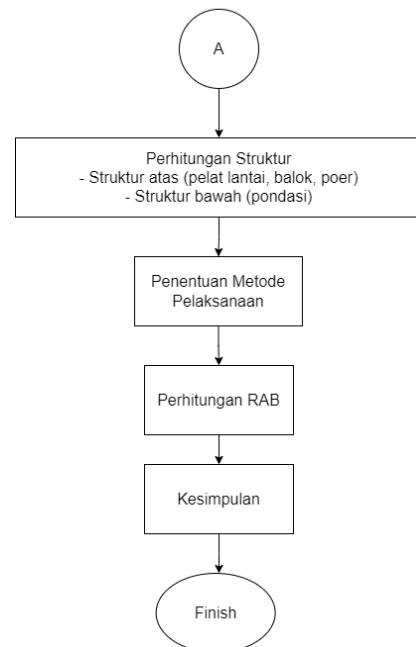 A
Perhitungan Struktur
- Struktur atas (pelat lantai, balok, poer)
- Struktur bawah (pondasi)
Penentuan Metode
Pelaksanaan
Perhitungan RAB
Kesimpulan
Finish